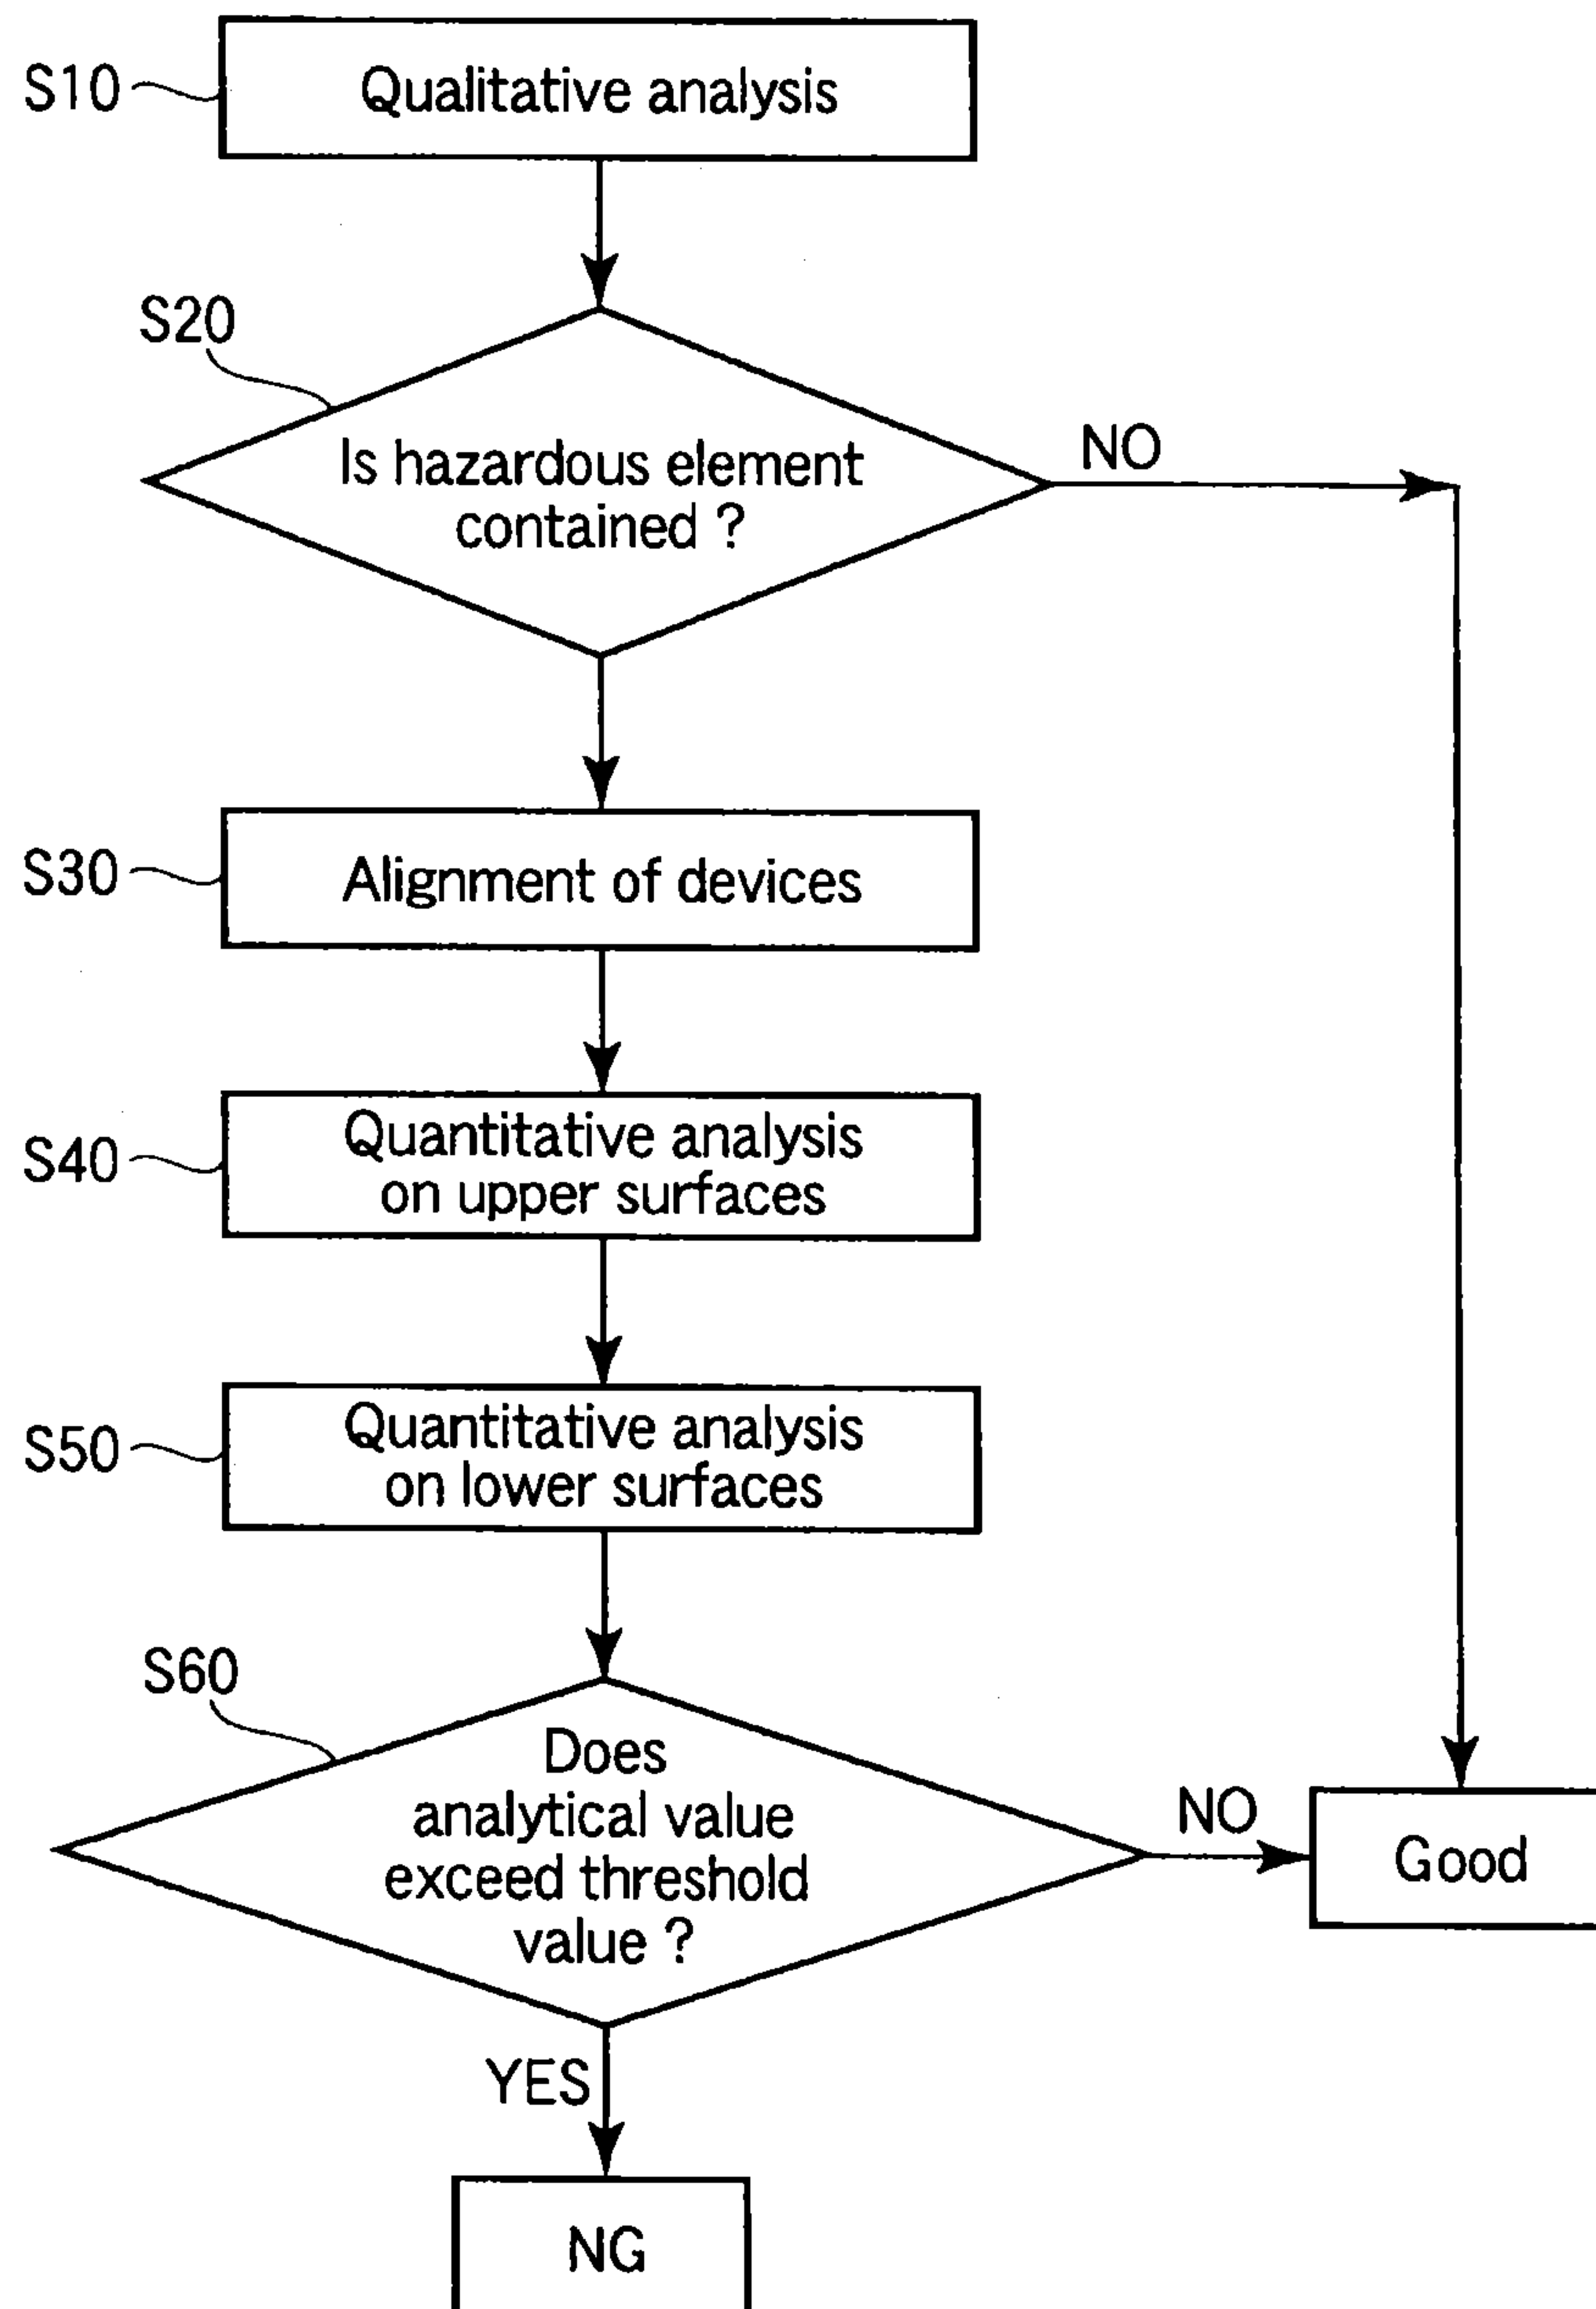 S10
Qualitative analysis
S20
Is hazardous element
contained ?
NO
S30
Alignment of devices
S40
Quantitative analysis
on upper surfaces
S50
Quantitative analysis
on lower surfaces
S60
Does
analytical value
exceed threshold
value ?
NO
Good
YES
NG